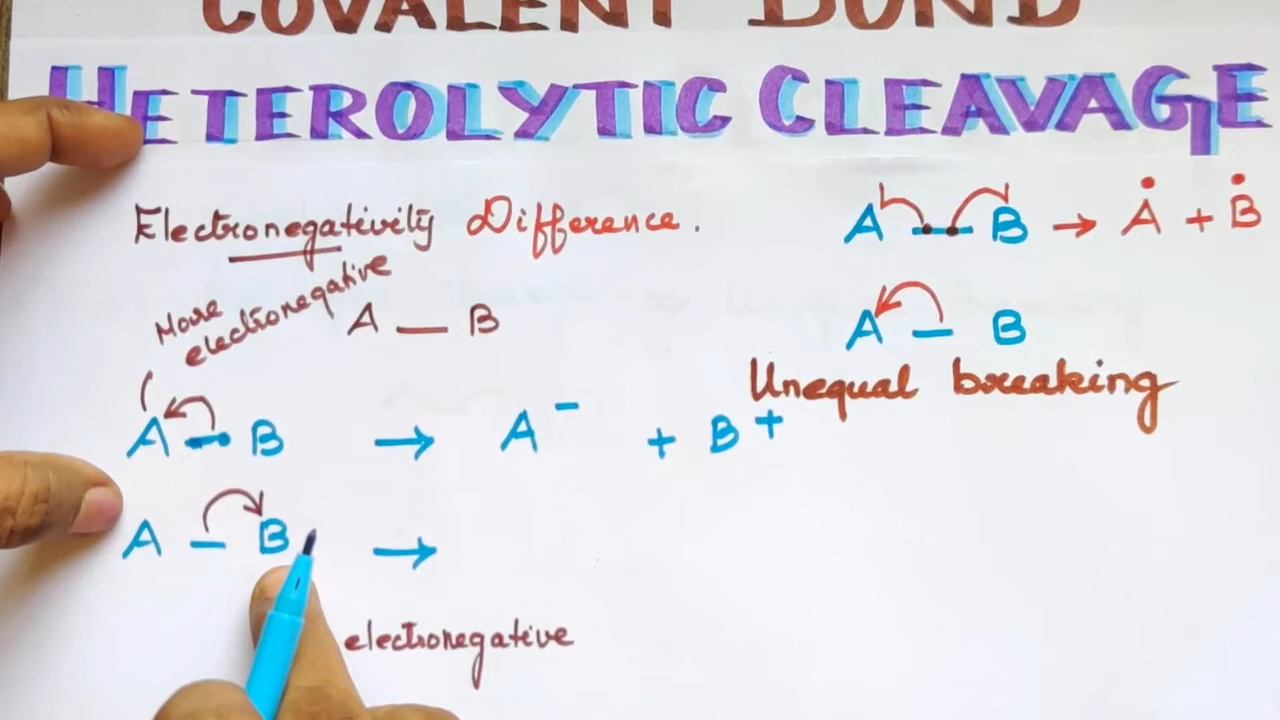 COVALENT BOND
HETEROLYTIC CLEAVAGE
Electronegativity Difference.
A — B → Ȧ + Ḃ
More
electronegative
A — B
A — B
Unequal breaking
A — B → A⁻ + B⁺
A — B →
electronegative